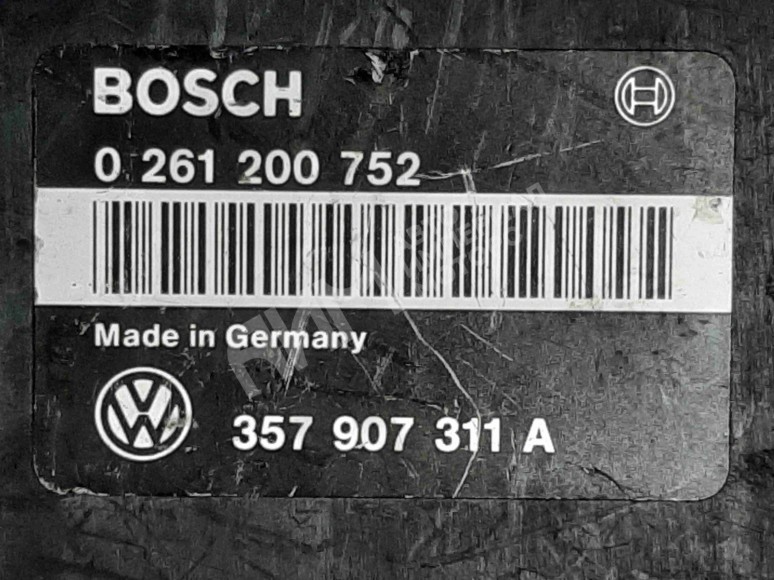 BOSCH
0 261 200 752
Made in Germany
357 907 311 A